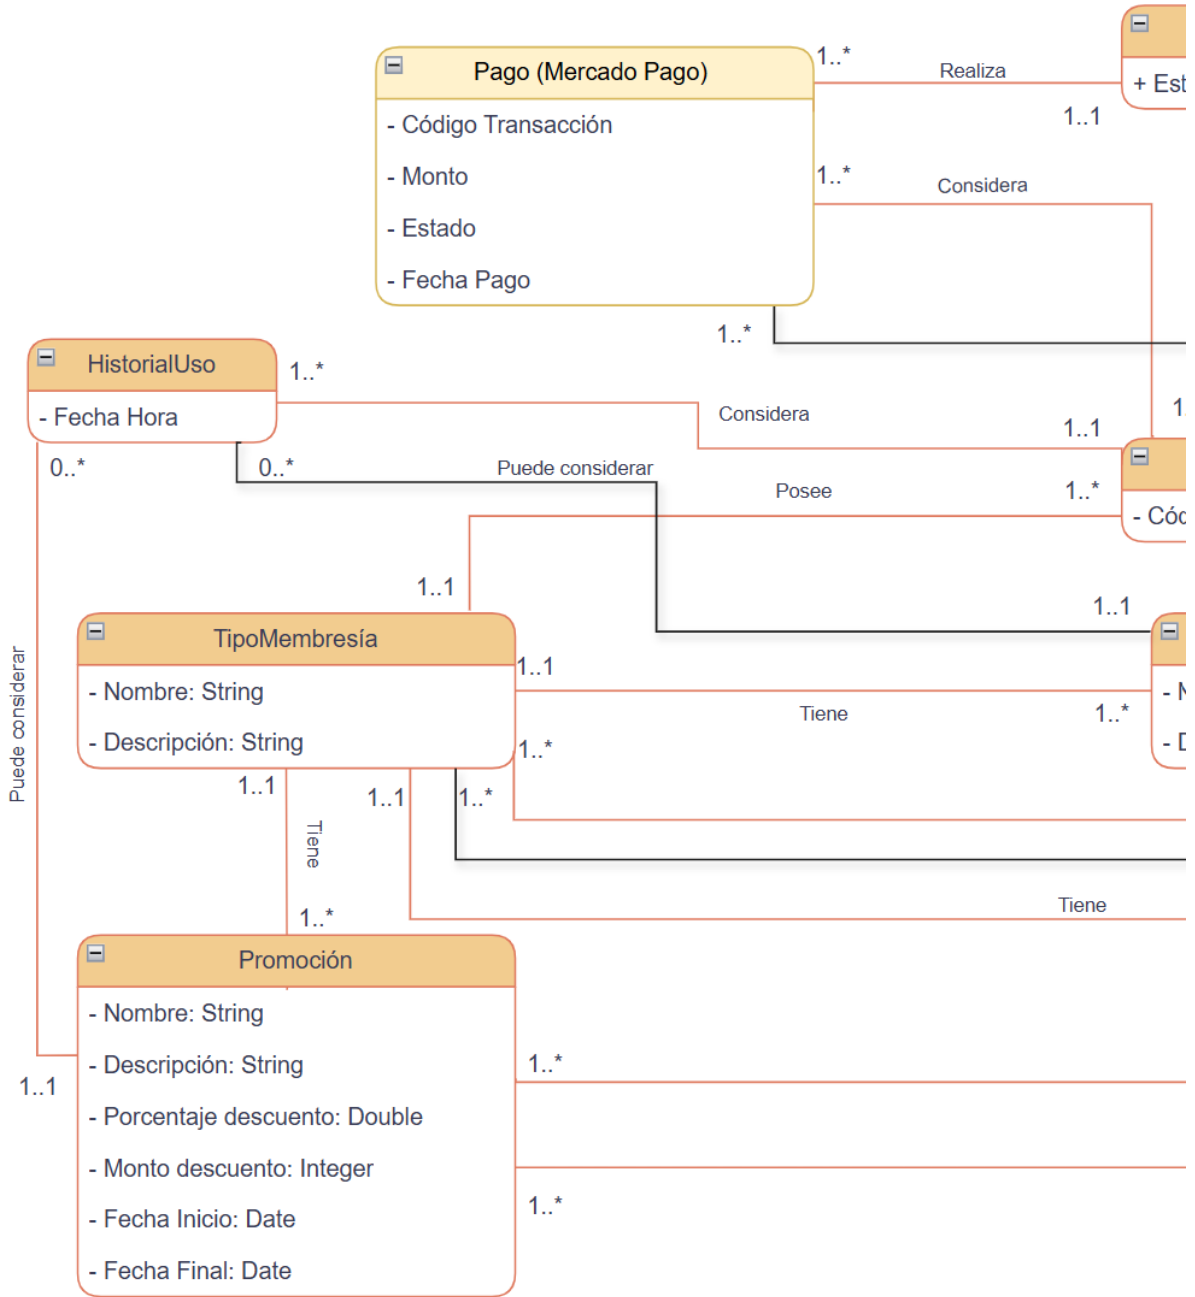 Pago (Mercado Pago)
- Código Transacción
- Monto
- Estado
- Fecha Pago
1..*
Realiza
1..1
1..*
Considera
1..*
HistorialUso
- Fecha Hora
1..*
Considera
1..1
0..*
0..*
Puede considerar
Posee
1..*
1..1
1..1
TipoMembresía
- Nombre: String
- Descripción: String
1..1
Tiene
1..*
1..*
Puede considerar
1..1
1..1
1..*
Tiene
Tiene
1..*
Promoción
- Nombre: String
- Descripción: String
- Porcentaje descuento: Double
- Monto descuento: Integer
- Fecha Inicio: Date
- Fecha Final: Date
1..1
1..*
1..*